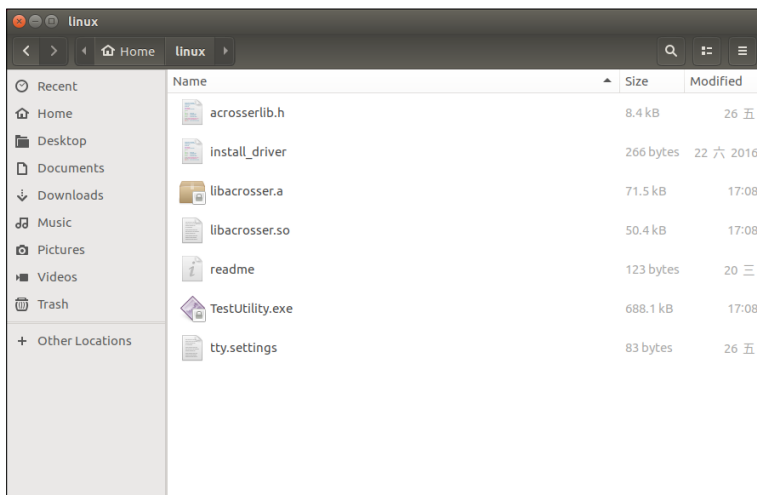 linux
Home linux
Name Size Modified
Recent
Home
Desktop
Documents
Downloads
Music
Pictures
Videos
Trash
Other Locations
acrosserlib.h 8.4 kB 26 五
install_driver 266 bytes 22 六 2016
libacrosser.a 71.5 kB 17:08
libacrosser.so 50.4 kB 17:08
readme 123 bytes 20 三
TestUtility.exe 688.1 kB 17:08
tty.settings 83 bytes 26 五